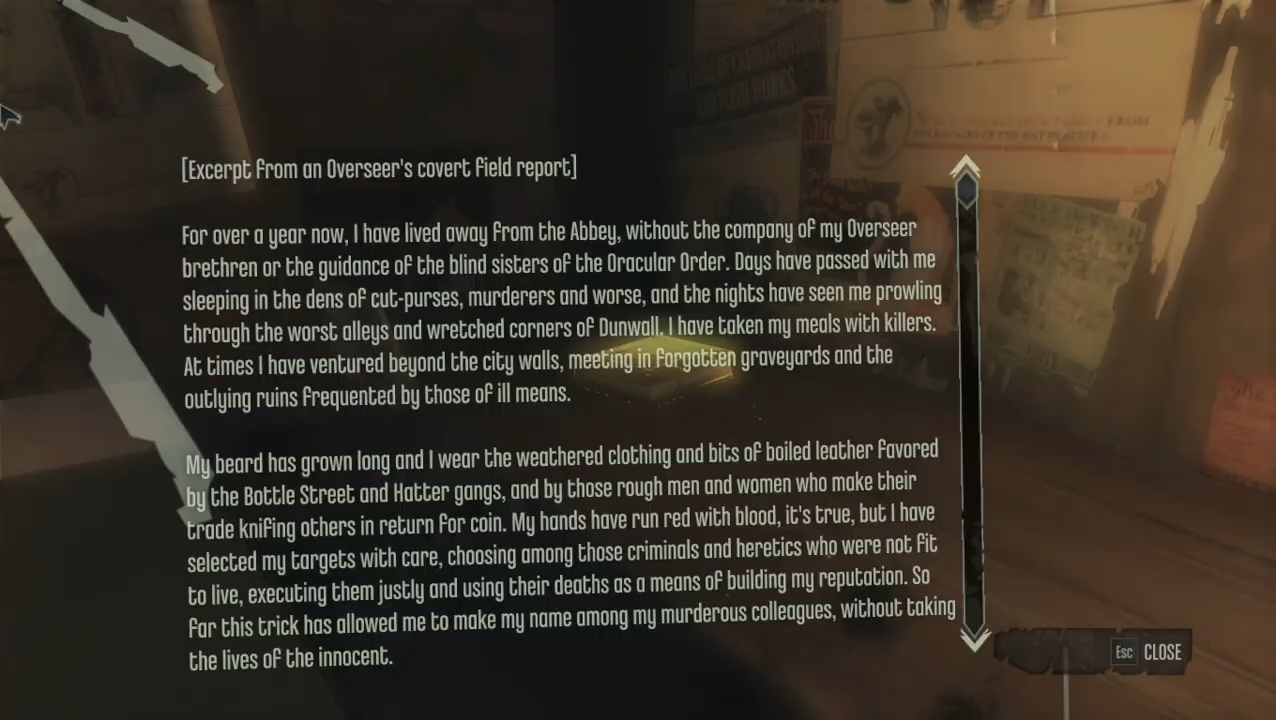 [Excerpt from an Overseer's covert field report]
For over a year now, I have lived away from the Abbey, without the company of my Overseer
brethren or the guidance of the blind sisters of the Oracular Order. Days have passed with me
sleeping in the dens of cut-purses, murderers and worse, and the nights have seen me prowling
through the worst alleys and wretched corners of Dunwall. I have taken my meals with killers.
At times I have ventured beyond the city walls, meeting in forgotten graveyards and the
outlying ruins frequented by those of ill means.
My beard has grown long and I wear the weathered clothing and bits of boiled leather favored
by the Bottle Street and Hatter gangs, and by those rough men and women who make their
trade knifing others in return for coin. My hands have run red with blood, it's true, but I have
selected my targets with care, choosing among those criminals and heretics who were not fit
to live, executing them justly and using their deaths as a means of building my reputation. So
far this trick has allowed me to make my name among my murderous colleagues, without taking
the lives of the innocent.
Esc CLOSE